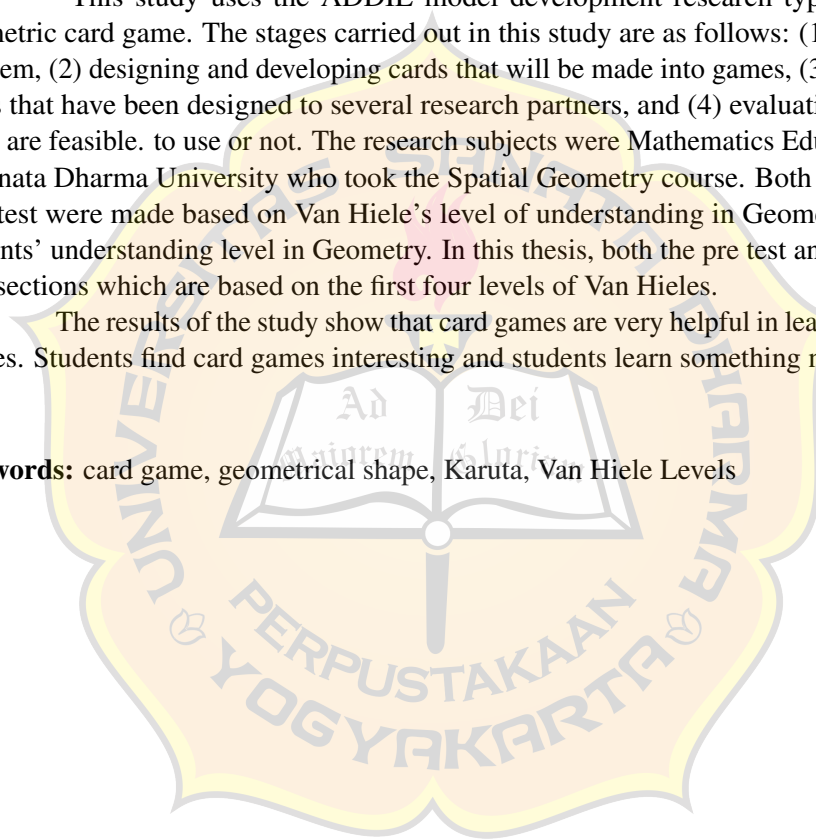 This study uses the ADDIE model development research typ
metric card game. The stages carried out in this study are as follows: (1
em, (2) designing and developing cards that will be made into games, (3
s that have been designed to several research partners, and (4) evaluati
are feasible. to use or not. The research subjects were Mathematics Edu
nata Dharma University who took the Spatial Geometry course. Both
test were made based on Van Hiele's level of understanding in Geome
nts' understanding level in Geometry. In this thesis, both the pre test an
sections which are based on the first four levels of Van Hieles.
The results of the study show that card games are very helpful in lea
es. Students find card games interesting and students learn something n
words: card game, geometrical shape, Karuta, Van Hiele Levels
UNIVERSITAS SANATA DHARMA
Ad Dei
Maiorem Gloriam
PERPUSTAKAAN
YOGYAKARTA